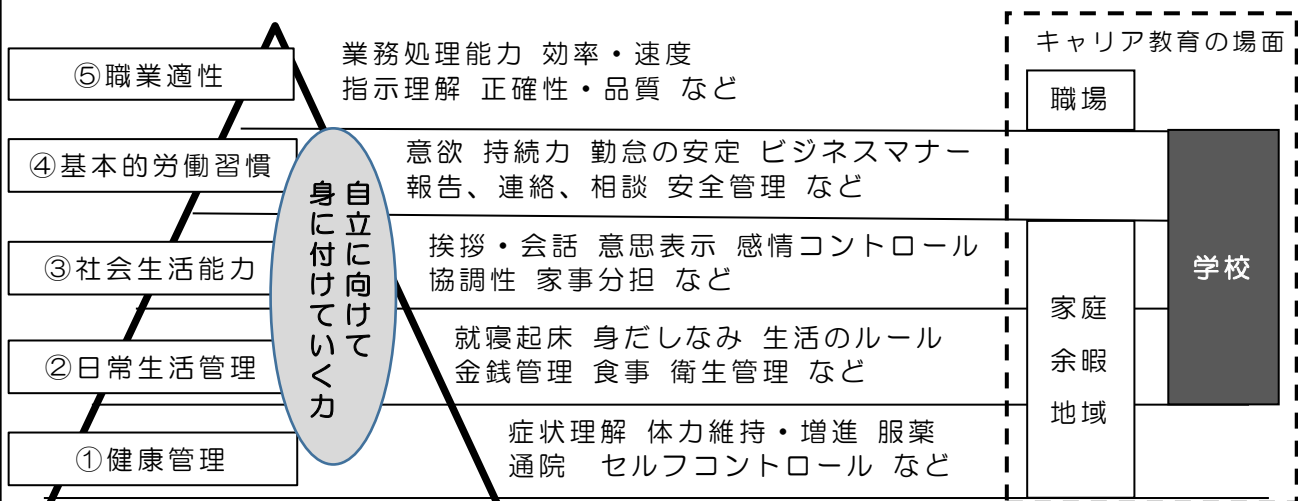 キャリア教育の場面
⑤職業適性
業務処理能力 効率・速度
指示理解 正確性・品質 など
職場
④基本的労働習慣
意欲 持続力 勤怠の安定 ビジネスマナー
報告、連絡、相談 安全管理 など
自立に向けて
身に付けていく力
③社会生活能力
挨拶・会話 意思表示 感情コントロール
協調性 家事分担 など
学校
②日常生活管理
就寝起床 身だしなみ 生活のルール
金銭管理 食事 衛生管理 など
家庭
余暇
地域
①健康管理
症状理解 体力維持・増進 服薬
通院 セルフコントロール など